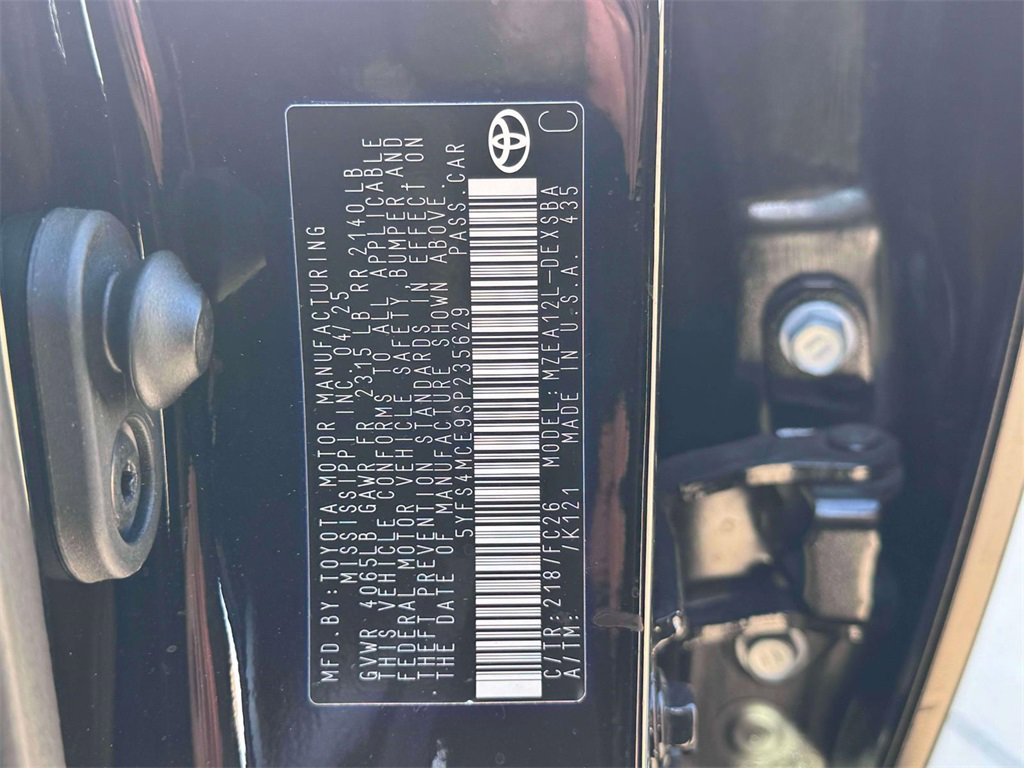 MFD.BY:TOYOTA MOTOR MANUFACTURING
MISSISSIPPI INC. 04/25
GVWR 4065LB GAWR FR 2315LB RR 2140LB
THIS VEHICLE CONFORMS TO ALL APPLICABLE
FEDERAL MOTOR VEHICLE SAFETY, BUMPER AND
THEFT PREVENTION STANDARDS IN EFFECT ON
THE DATE OF MANUFACTURE SHOWN ABOVE.
5YFS4MCE9SP235629 PASS.CAR
C/TR:218/FC26 MODEL:MZEA12L-DEXSBA
A/TM: /K121 MADE IN U.S.A. 435
C